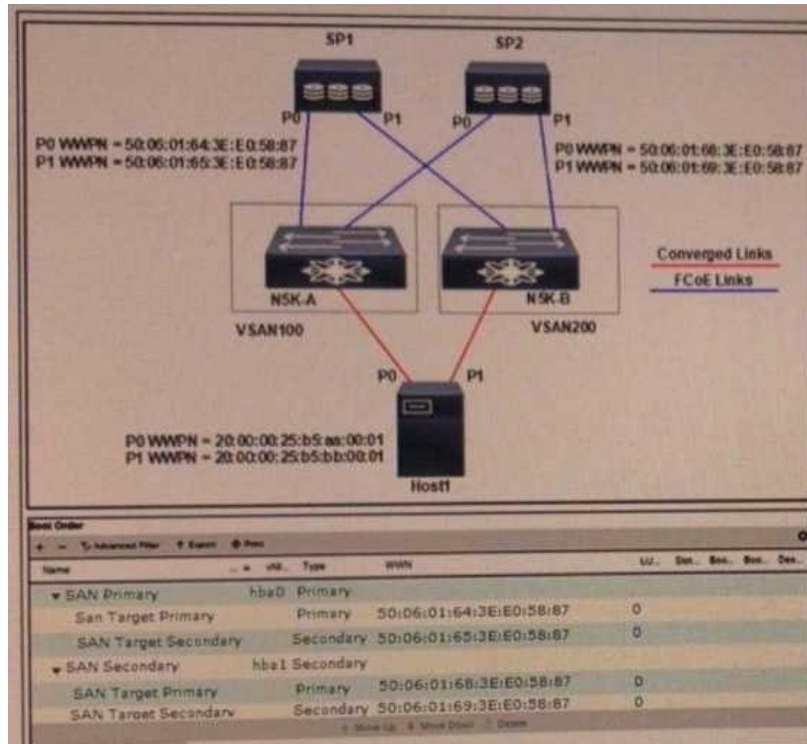 SP1 SP2
P0 P1 P0 P1
P0 WWPN = 50:06:01:64:3E:E0:58:87
P1 WWPN = 50:06:01:65:3E:E0:58:87
P0 WWPN = 50:06:01:68:3E:E0:58:87
P1 WWPN = 50:06:01:69:3E:E0:58:87
Converged Links
FCoE Links
N5K-A N5K-B
VSAN100 VSAN200
P0 P1
P0 WWPN = 20:00:00:25:b5:aa:00:01
P1 WWPN = 20:00:00:25:b5:bb:00:01
Host1
Boot Order
+ − Advanced Filter Export Print
Name Type WWN LU... Boo... Boo... Des...
SAN Primary hba0 Primary
San Target Primary Primary 50:06:01:64:3E:E0:58:87 0
SAN Target Secondary Secondary 50:06:01:65:3E:E0:58:87 0
SAN Secondary hba1 Secondary
SAN Target Primary Primary 50:06:01:68:3E:E0:58:87 0
SAN Target Secondary Secondary 50:06:01:69:3E:E0:58:87 0
Move Up Move Down Delete